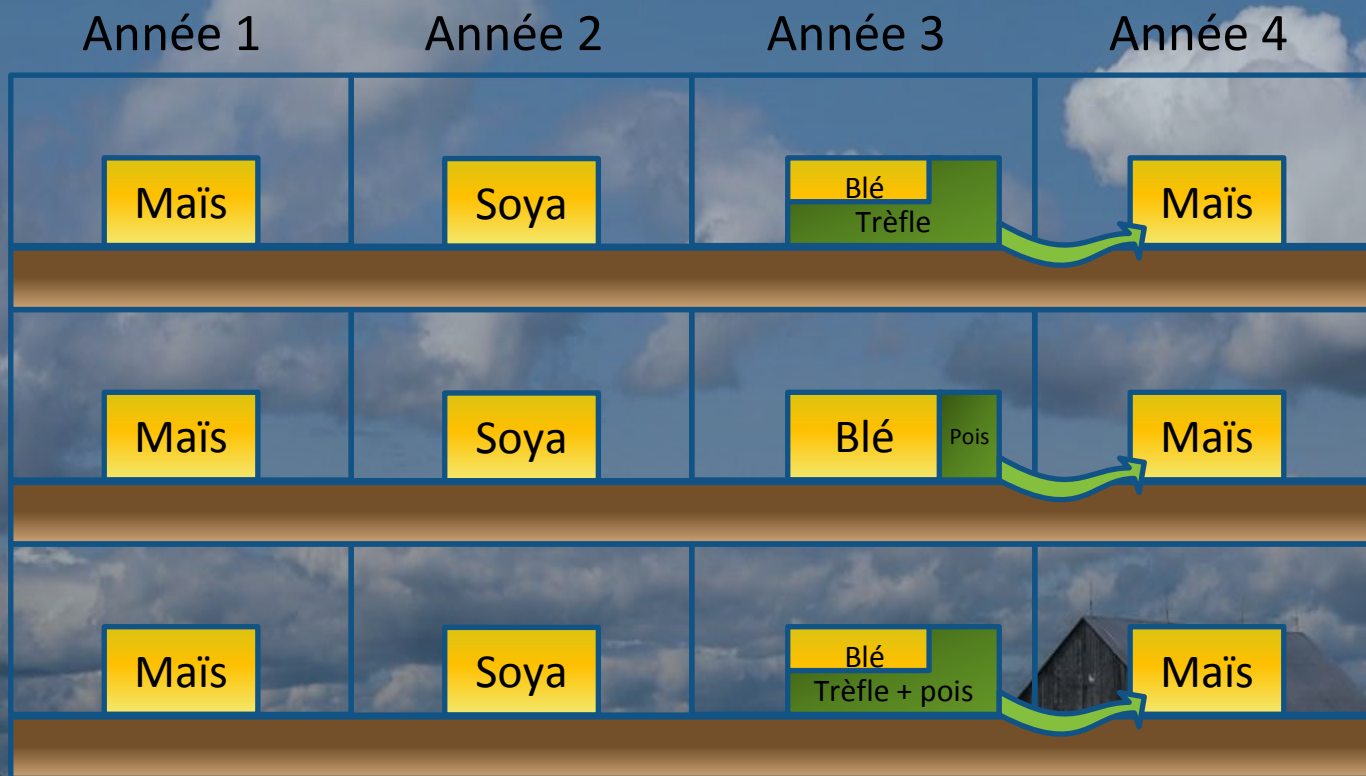 Année 1 Année 2 Année 3 Année 4
Maïs Soya Blé Maïs
Trèfle
Maïs Soya Blé Pois Maïs
Maïs Soya Blé Maïs
Trèfle + pois